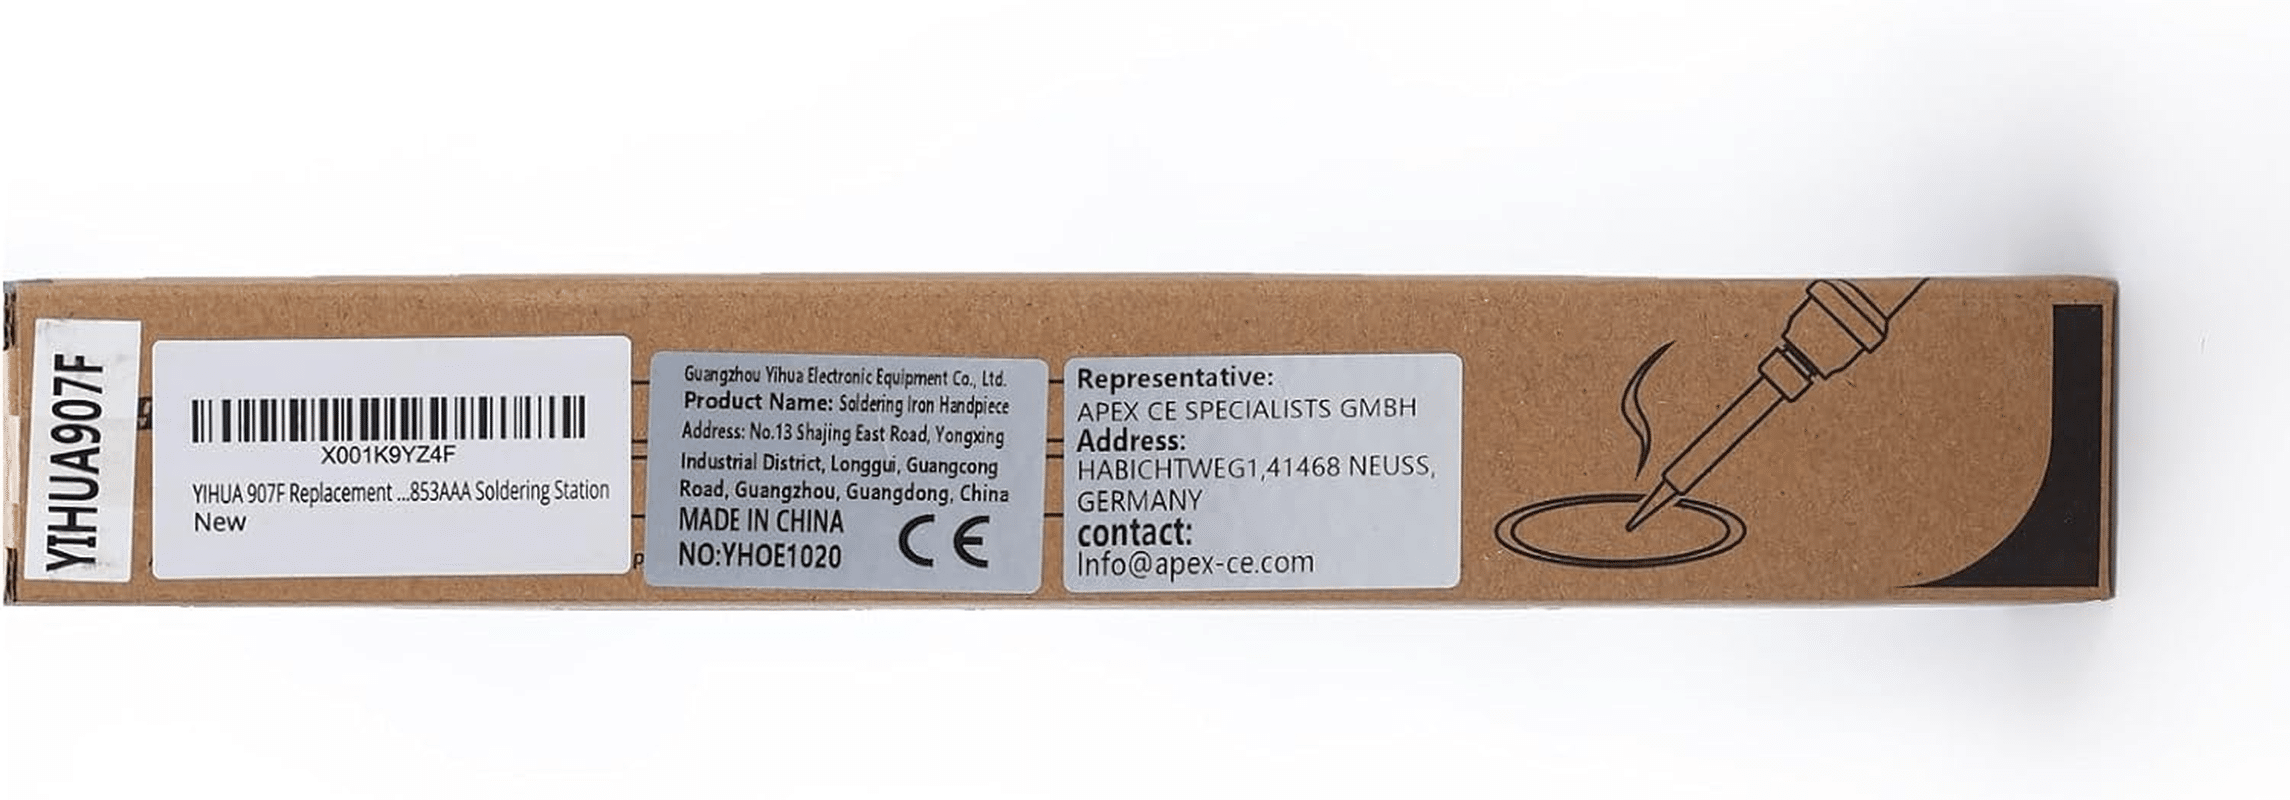 YIHUA907F
X001K9YZ4F
YIHUA 907F Replacement ...853AAA Soldering Station
New
Guangzhou Yihua Electronic Equipment Co., Ltd.
Product Name: Soldering Iron Handpiece
Address: No.13 Shajing East Road, Yongxing
Industrial District, Longgui, Guangcong
Road, Guangzhou, Guangdong, China
MADE IN CHINA
NO:YHOE1020
CE
Representative:
APEX CE SPECIALISTS GMBH
Address:
HABICHTWEG1,41468 NEUSS,
GERMANY
contact:
Info@apex-ce.com